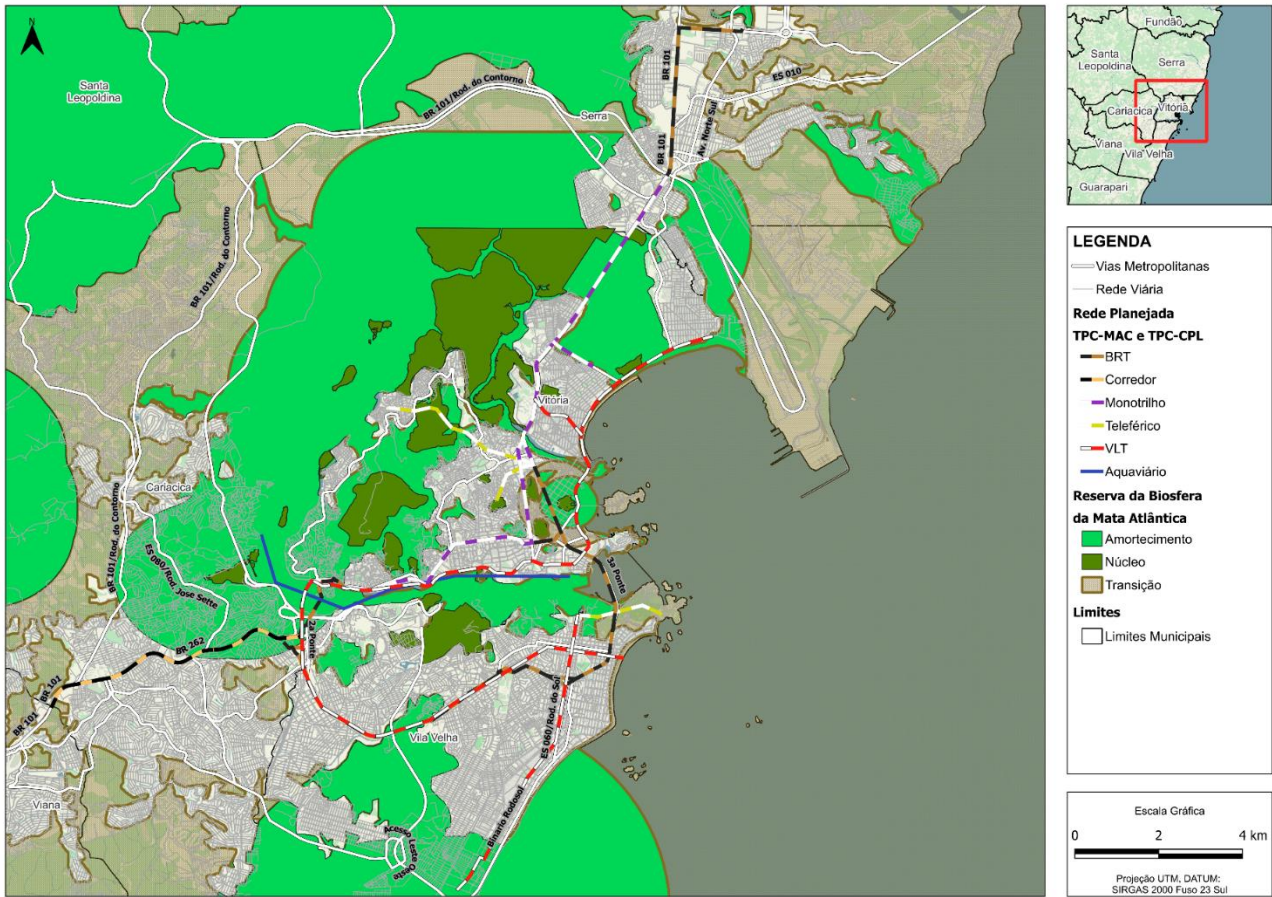 N
Santa
Leopoldina
BR 101/Rod. do Contorno
Serra
BR 101
BR 101
Av. Norte Sul
ES 010
BR 101/Rod. do Contorno
Vitória
Cariacica
BR 101/Rod. do Contorno
ES 080/Rod. Jose Sette
BR 262
2a Ponte
3a Ponte
BR 101
BR 101
Vila Velha
ES 060/Rod. do Sol
Viana
Binario Rodosol
Acesso Leste
Oeste
Fundão
Santa
Leopoldina
Serra
Cariacica
Vitória
Viana
Vila Velha
Guarapari
LEGENDA
Vias Metropolitanas
Rede Viária
Rede Planejada
TPC-MAC e TPC-CPL
BRT
Corredor
Monotrilho
Teleférico
VLT
Aquaviário
Reserva da Biosfera
da Mata Atlântica
Amortecimento
Núcleo
Transição
Limites
Limites Municipais
Escala Gráfica
0 2 4 km
Projeção UTM, DATUM:
SIRGAS 2000 Fuso 23 Sul